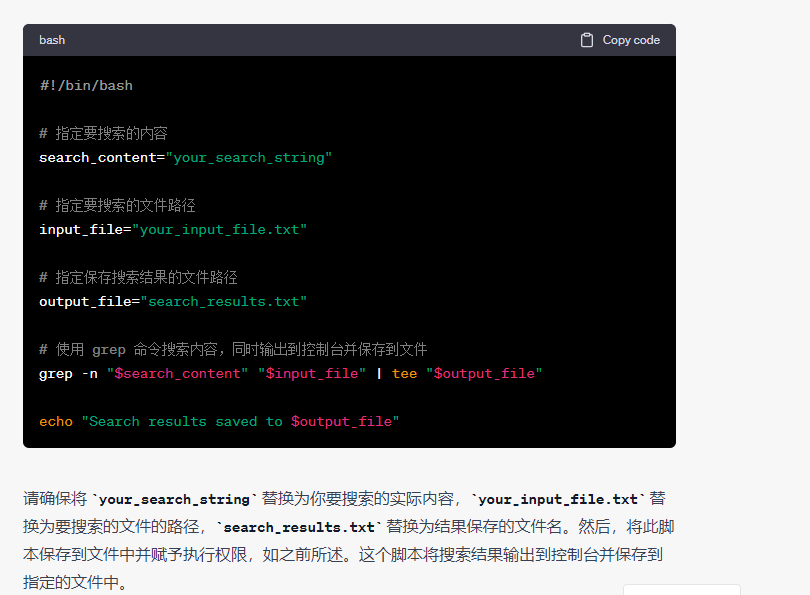 bash
Copy code
#!/bin/bash
# 指定要搜索的内容
search_content="your_search_string"
# 指定要搜索的文件路径
input_file="your_input_file.txt"
# 指定保存搜索结果的文件路径
output_file="search_results.txt"
# 使用 grep 命令搜索内容，同时输出到控制台并保存到文件
grep -n "$search_content" "$input_file" | tee "$output_file"
echo "Search results saved to $output_file"
请确保将 `your_search_string` 替换为你要搜索的实际内容，`your_input_file.txt` 替
换为要搜索的文件的路径，`search_results.txt` 替换为结果保存的文件名。然后，将此脚
本保存到文件中并赋予执行权限，如之前所述。这个脚本将搜索结果输出到控制台并保存到
指定的文件中。